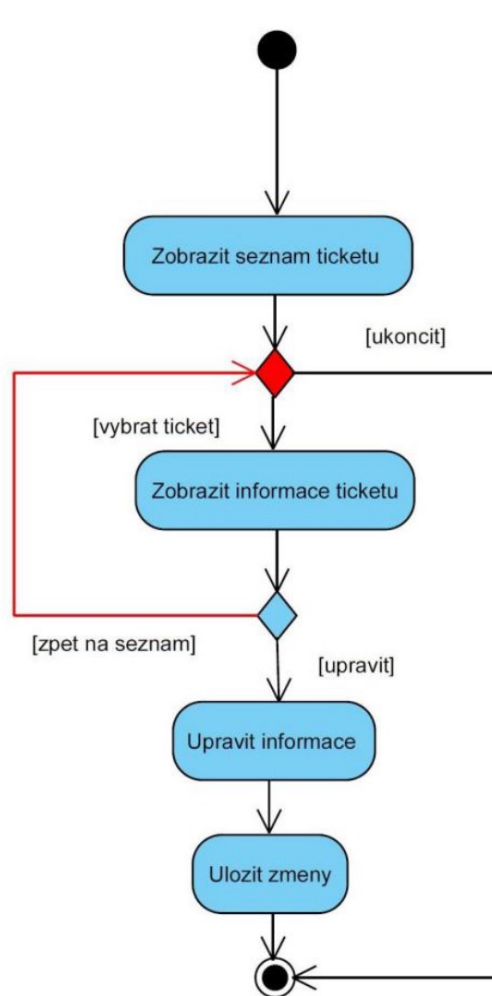 Zobrazit seznam ticketu
[ukoncit]
[vybrat ticket]
Zobrazit informace ticketu
[zpet na seznam]
[upravit]
Upravit informace
Ulozit zmeny